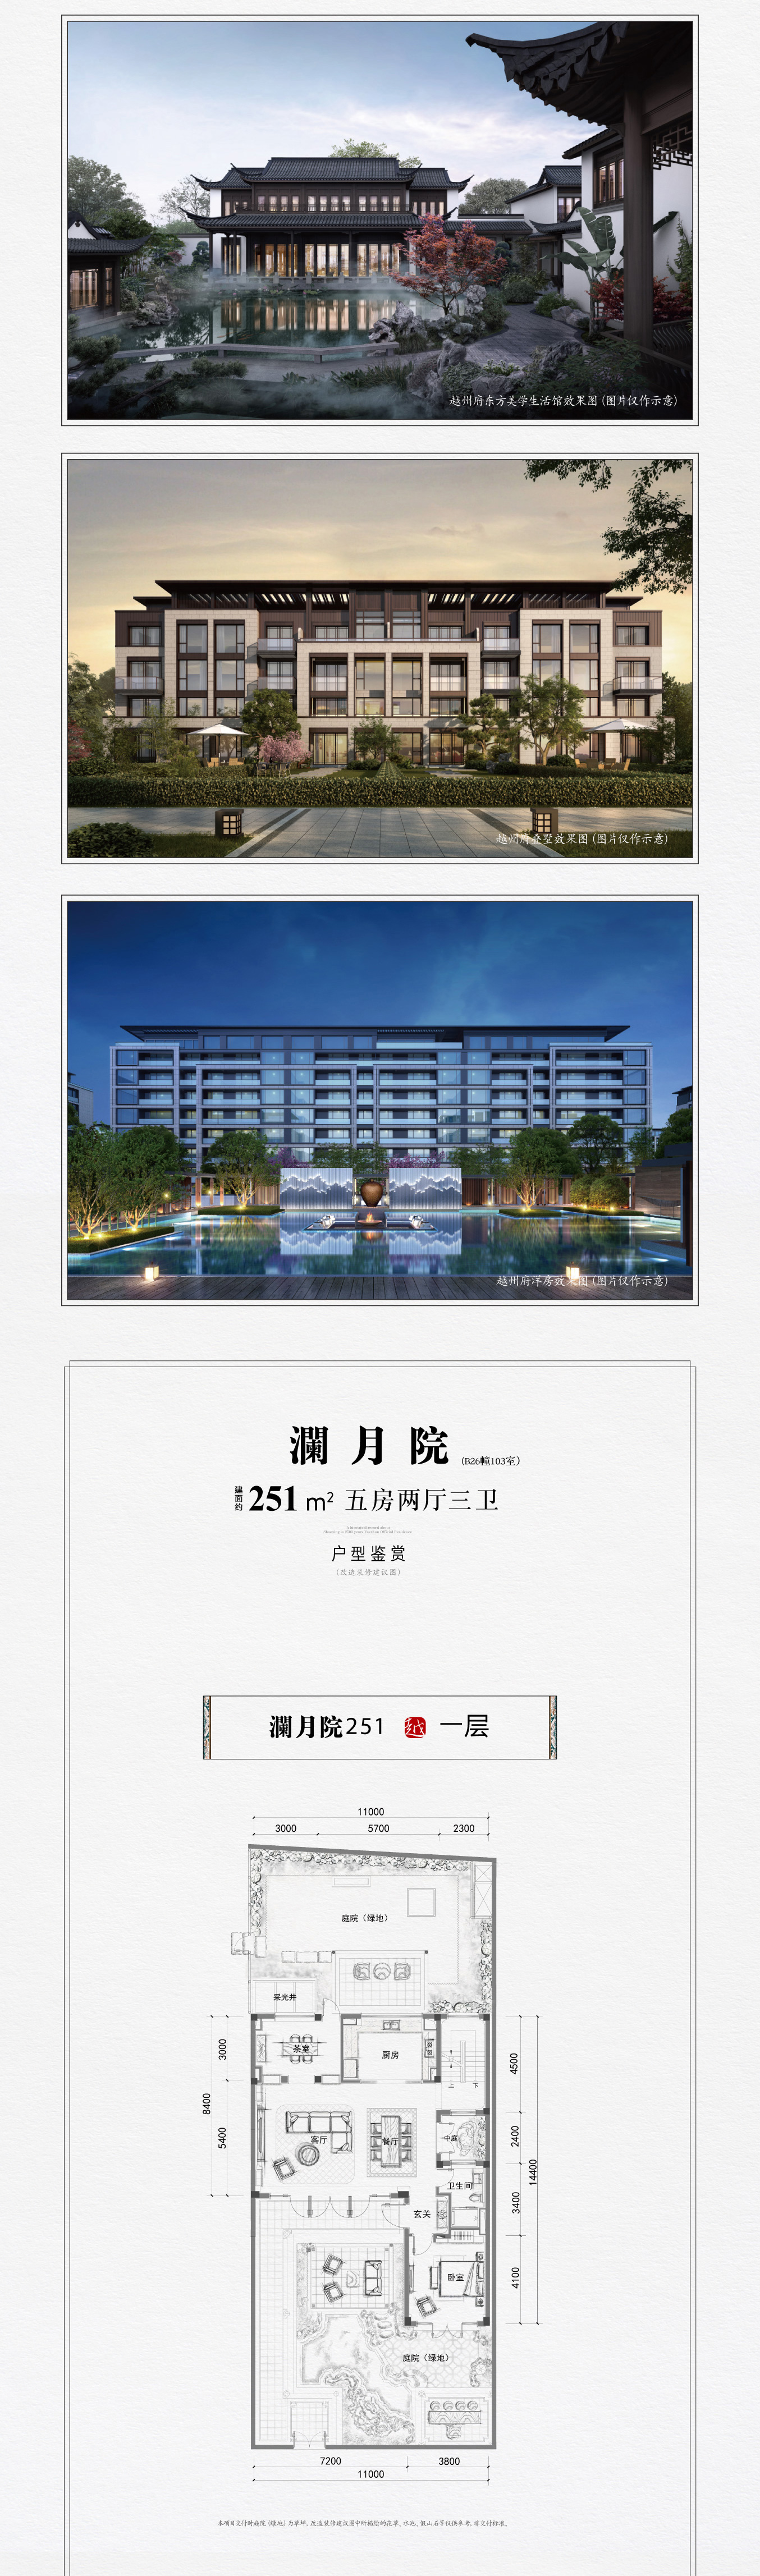 越州府东方美学生活馆效果图 (图片仅作示意)
越州府叠墅效果图 (图片仅作示意)
越州府洋房效果图 (图片仅作示意)
瀾月院 (B26幢103室)
建面约 251 m² 五房两厅三卫
户型鉴赏
(改造装修建议图)
瀾月院251 越 一层
11000
3000 5700 2300
庭院（绿地）
采光井
茶室
厨房
上 下
客厅
餐厅
中庭
卫生间
玄关
卧室
庭院（绿地）
8400
3000
5400
4500
2400
3400
4100
14400
7200 3800
11000
本项目交付时庭院 (绿地) 为草坪, 改造装修建议图中所描绘的花草、水池、假山石等仅供参考, 非交付标准。